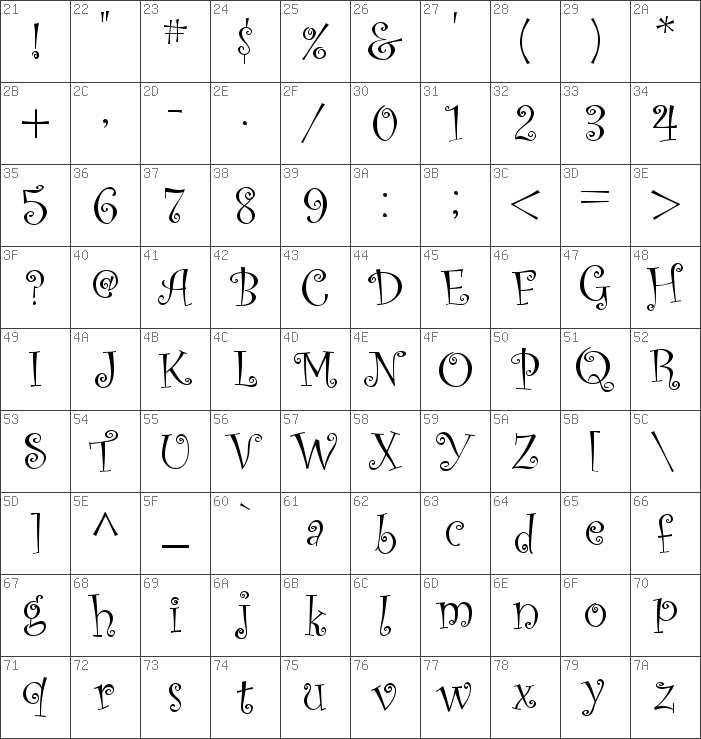 21 22 23 24 25 26 27 28 29 2A
! " # $ % & ' ( ) *
2B 2C 2D 2E 2F 30 31 32 33 34
+ , - . / 0 1 2 3 4
35 36 37 38 39 3A 3B 3C 3D 3E
5 6 7 8 9 : ; < = >
3F 40 41 42 43 44 45 46 47 48
? @ A B C D E F G H
49 4A 4B 4C 4D 4E 4F 50 51 52
I J K L M N O P Q R
53 54 55 56 57 58 59 5A 5B 5C
S T U V W X Y Z [ \
5D 5E 5F 60 61 62 63 64 65 66
] ^ _ ` a b c d e f
67 68 69 6A 6B 6C 6D 6E 6F 70
g h i j k l m n o p
71 72 73 74 75 76 77 78 79 7A
q r s t u v w x y z